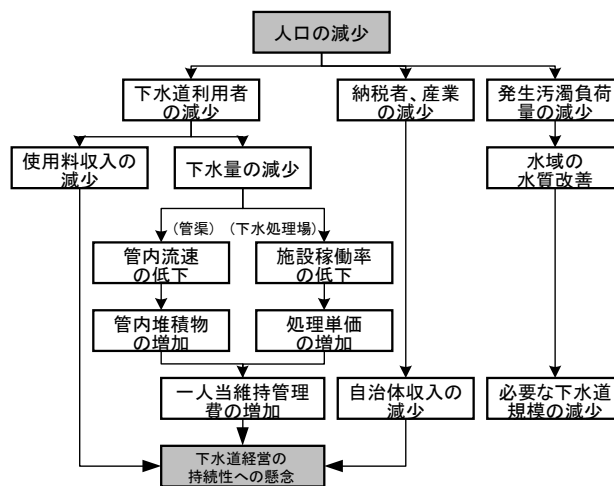 人口の減少
下水道利用者
の減少
納税者、産業
の減少
発生汚濁負荷
量の減少
使用料収入の
減少
下水量の減少
水域の
水質改善
(管渠)
(下水処理場)
管内流速
の低下
施設稼働率
の低下
管内堆積物
の増加
処理単価
の増加
一人当維持管理
費の増加
自治体収入の
減少
必要な下水道
規模の減少
下水道経営の
持続性への懸念